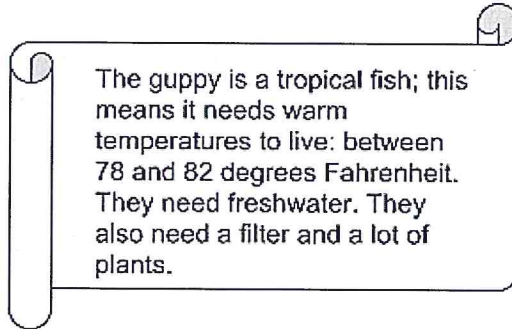 The guppy is a tropical fish; this
means it needs warm
temperatures to live: between
78 and 82 degrees Fahrenheit.
They need freshwater. They
also need a filter and a lot of
plants.